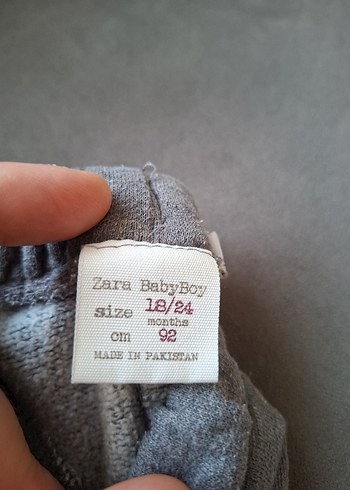 Zara BabyBoy
size 18/24
months
cm 92
MADE IN PAKISTAN